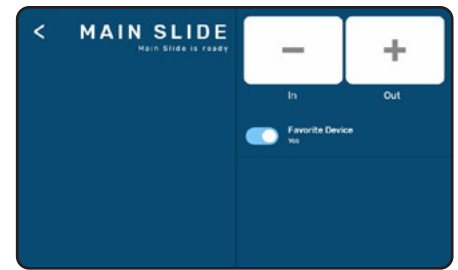 MAIN SLIDE
Main Slide is ready
In
Out
Favorite Device
Yes